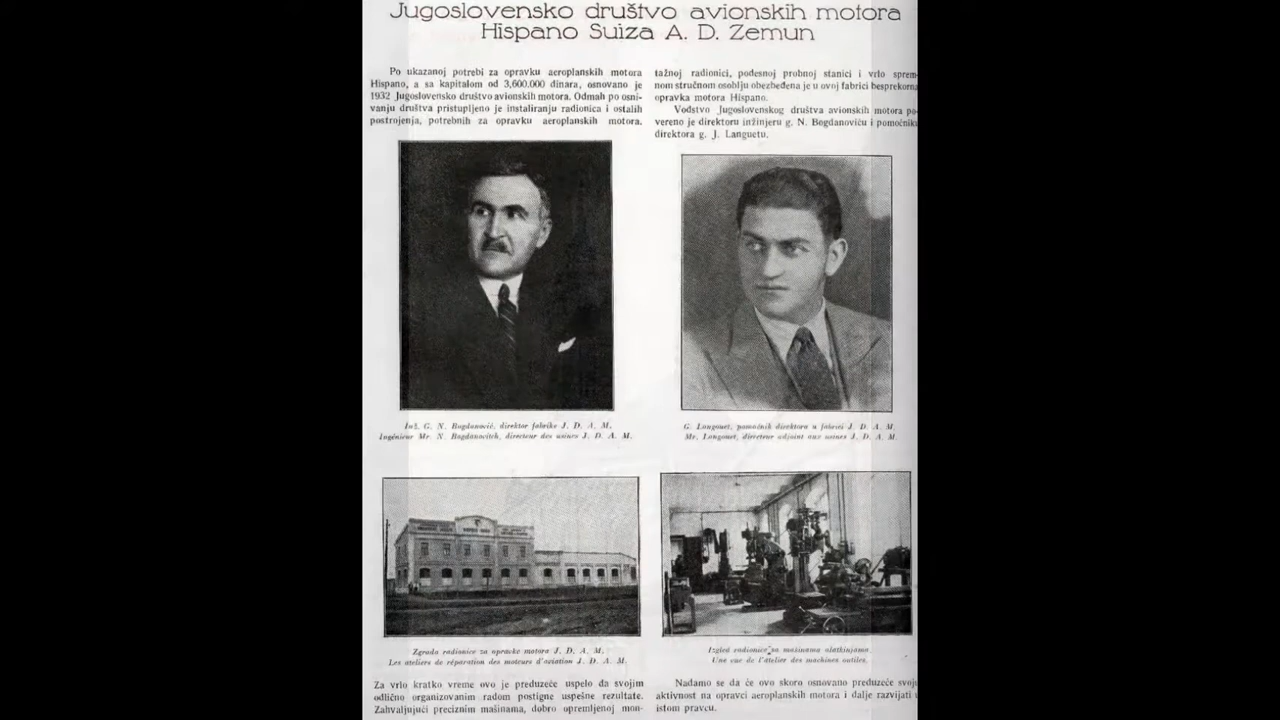 Jugoslovensko društvo avionskih motora
Hispano Suiza A. D. Zemun
Po ukazanoj potrebi za opravku aeroplanskih motora
Hispano, a sa kapitalom od 3,600.000 dinara, osnovano je
1932 Jugoslovensko društvo avionskih motora. Odmah po osni-
vanju društva pristupljeno je instaliranju radionica i ostalih
postrojenja, potrebnih za opravku aeroplanskih motora.
Inž. G. N. Bogdanović, direktor fabrike J. D. A. M.
Ingénieur Mr. N. Bogdanovitch, directeur des usines J. D. A. M.
Zgrada radionice za opravke motora J. D. A. M.
Les ateliers de réparation des moteurs d'aviation J. D. A. M.
Za vrlo kratko vreme ovo je preduzeće uspelo da svojim
odlično organizovanim radom postigne uspešne rezultate.
Zahvaljujući preciznim mašinama, dobro opremljenoj mon-
tažnoj radionici, podesnoj probnoj stanici i vrlo sprem-
nom stručnom osoblju obezbeđena je u ovoj fabrici besprekorna
opravka motora Hispano.
Vođstvo Jugoslovenskog društva avionskih motora po-
vereno je direktoru inžinjeru g. N. Bogdanoviću i pomoćniku
direktora g. J. Languetu.
G. Langouet, pomoćnik direktora u fabrici J. D. A. M.
Mr. Langouet, directeur adjoint aux usines J. D. A. M.
Izgled radionice sa mašinama alatkinjama
Une vue de l'atelier des machines outiles.
Nadamo se da će ovo skoro osnovano preduzeće svoju
aktivnost na opravci aeroplanskih motora i dalje razvijati u
istom pravcu.